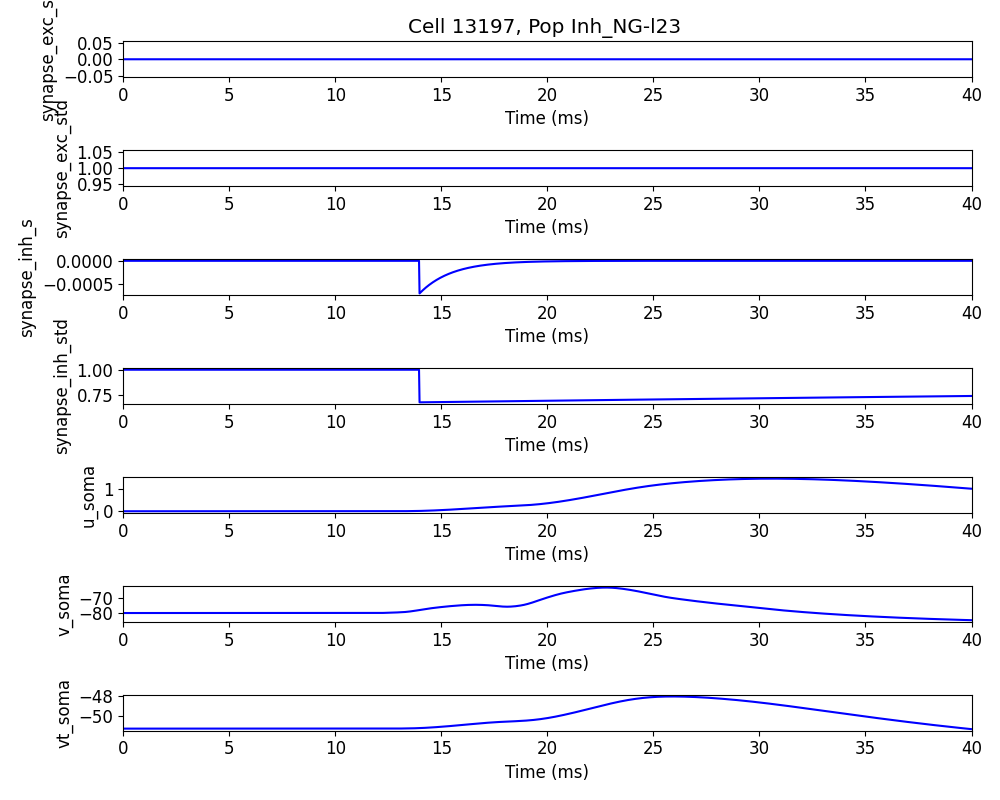 Cell 13197, Pop Inh_NG-l23
synapse_exc_s
0.05
0.00
−0.05
0 5 10 15 20 25 30 35 40
Time (ms)
synapse_exc_std
1.05
1.00
0.95
0 5 10 15 20 25 30 35 40
Time (ms)
synapse_inh_s
0.0000
−0.0005
0 5 10 15 20 25 30 35 40
Time (ms)
synapse_inh_std
1.00
0.75
0 5 10 15 20 25 30 35 40
Time (ms)
u_soma
1
0
0 5 10 15 20 25 30 35 40
Time (ms)
v_soma
−70
−80
0 5 10 15 20 25 30 35 40
Time (ms)
vt_soma
−48
−50
0 5 10 15 20 25 30 35 40
Time (ms)